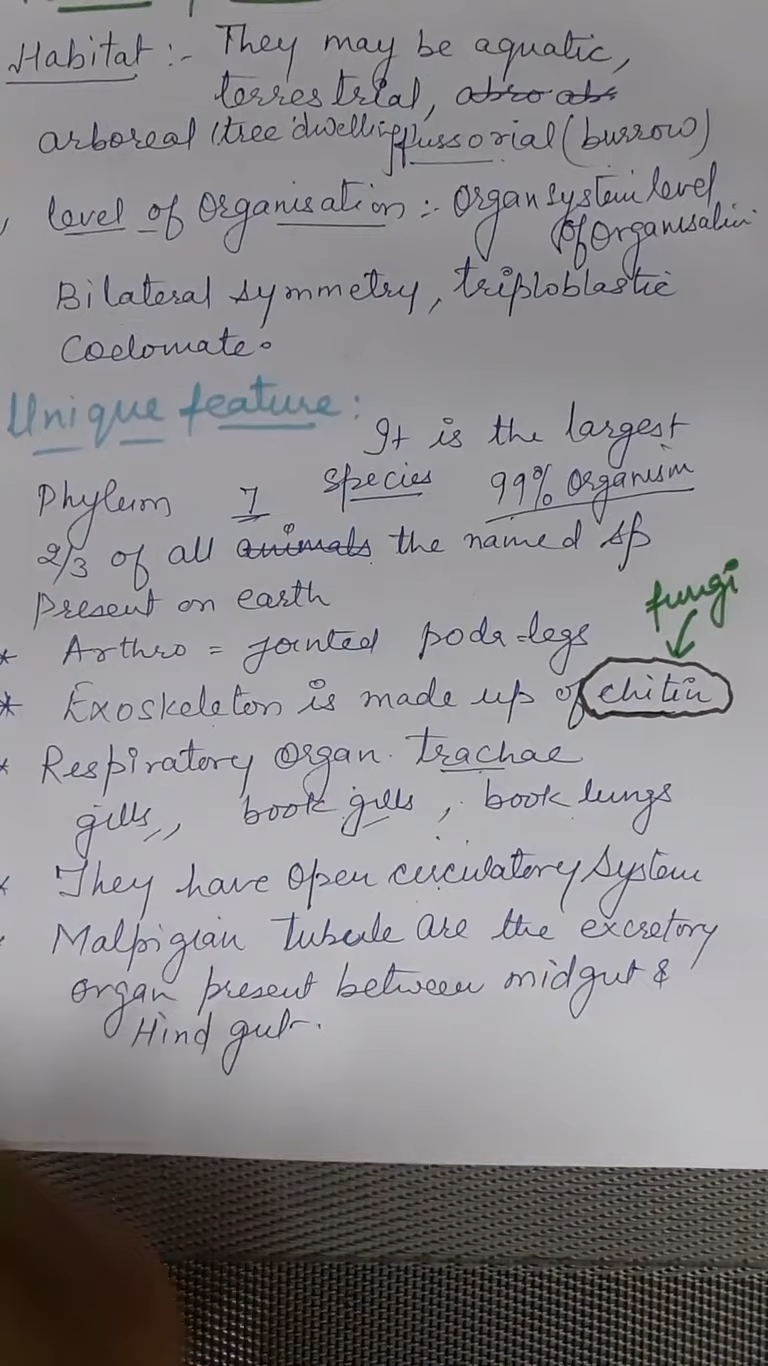 Habitat :- They may be aquatic,
terrestrial,
arboreal (tree dwelling fussorial (burrow)
level of Organisation :- Organ system level
of Organisation
Bilateral symmetry, triploblastic
Coelomate.
Unique feature:
It is the largest
Phylum 7 species 99% Organism
2/3 of all animals the named sp
Present on earth
fungi
* Arthro = jointed poda-legs
* Exoskeleton is made up of chitin
* Respiratory Organ. trachae
gills,, book gills, book lungs
* They have open circulatory system
Malpigian tubule are the excretory
organ present between midgut &
Hind gut.